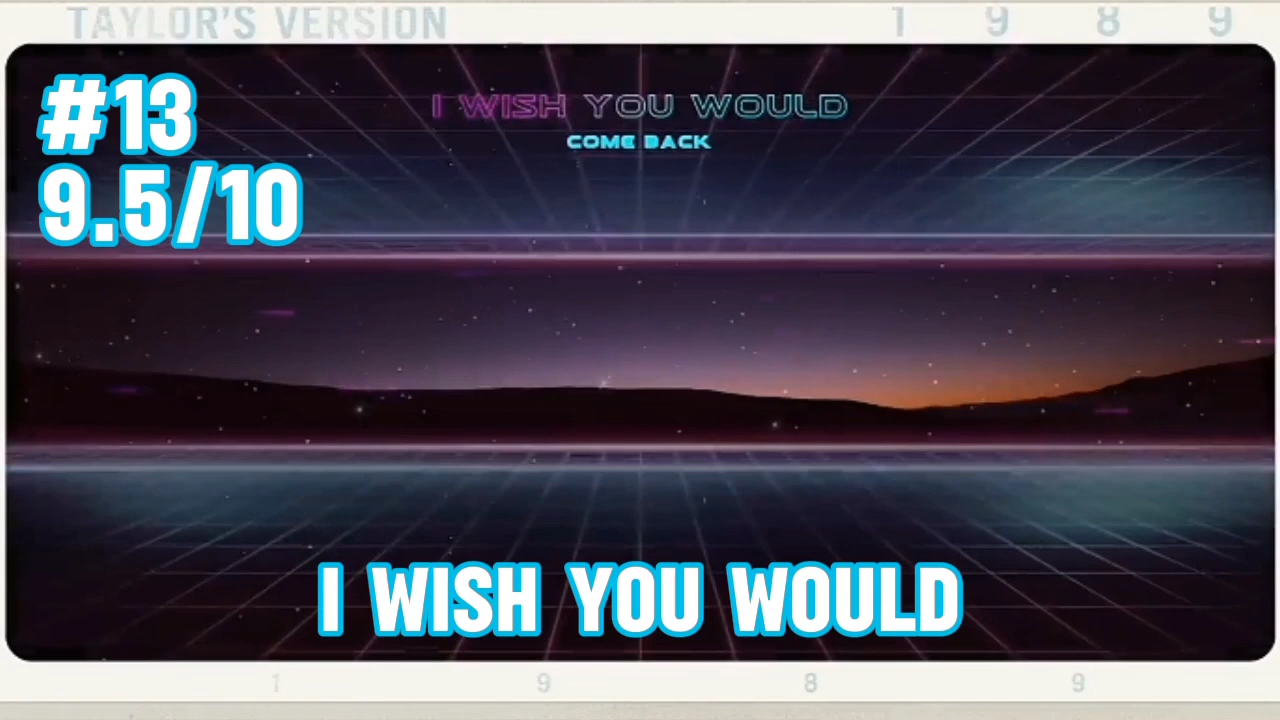 TAYLOR'S VERSION 1 9 8 9
#13
9.5/10
I WISH YOU WOULD
COME BACK
I WISH YOU WOULD
1 9 8 9